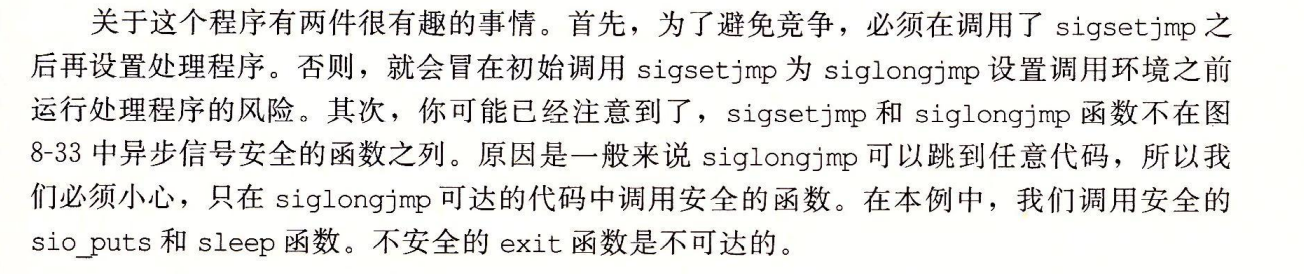 关于这个程序有两件很有趣的事情。首先，为了避免竞争，必须在调用了 sigsetjmp 之
后再设置处理程序。否则，就会冒在初始调用 sigsetjmp 为 siglongjmp 设置调用环境之前
运行处理程序的风险。其次，你可能已经注意到了，sigsetjmp 和 siglongjmp 函数不在图
8-33 中异步信号安全的函数之列。原因是一般来说 siglongjmp 可以跳到任意代码，所以我
们必须小心，只在 siglongjmp 可达的代码中调用安全的函数。在本例中，我们调用安全的
sio_puts 和 sleep 函数。不安全的 exit 函数是不可达的。